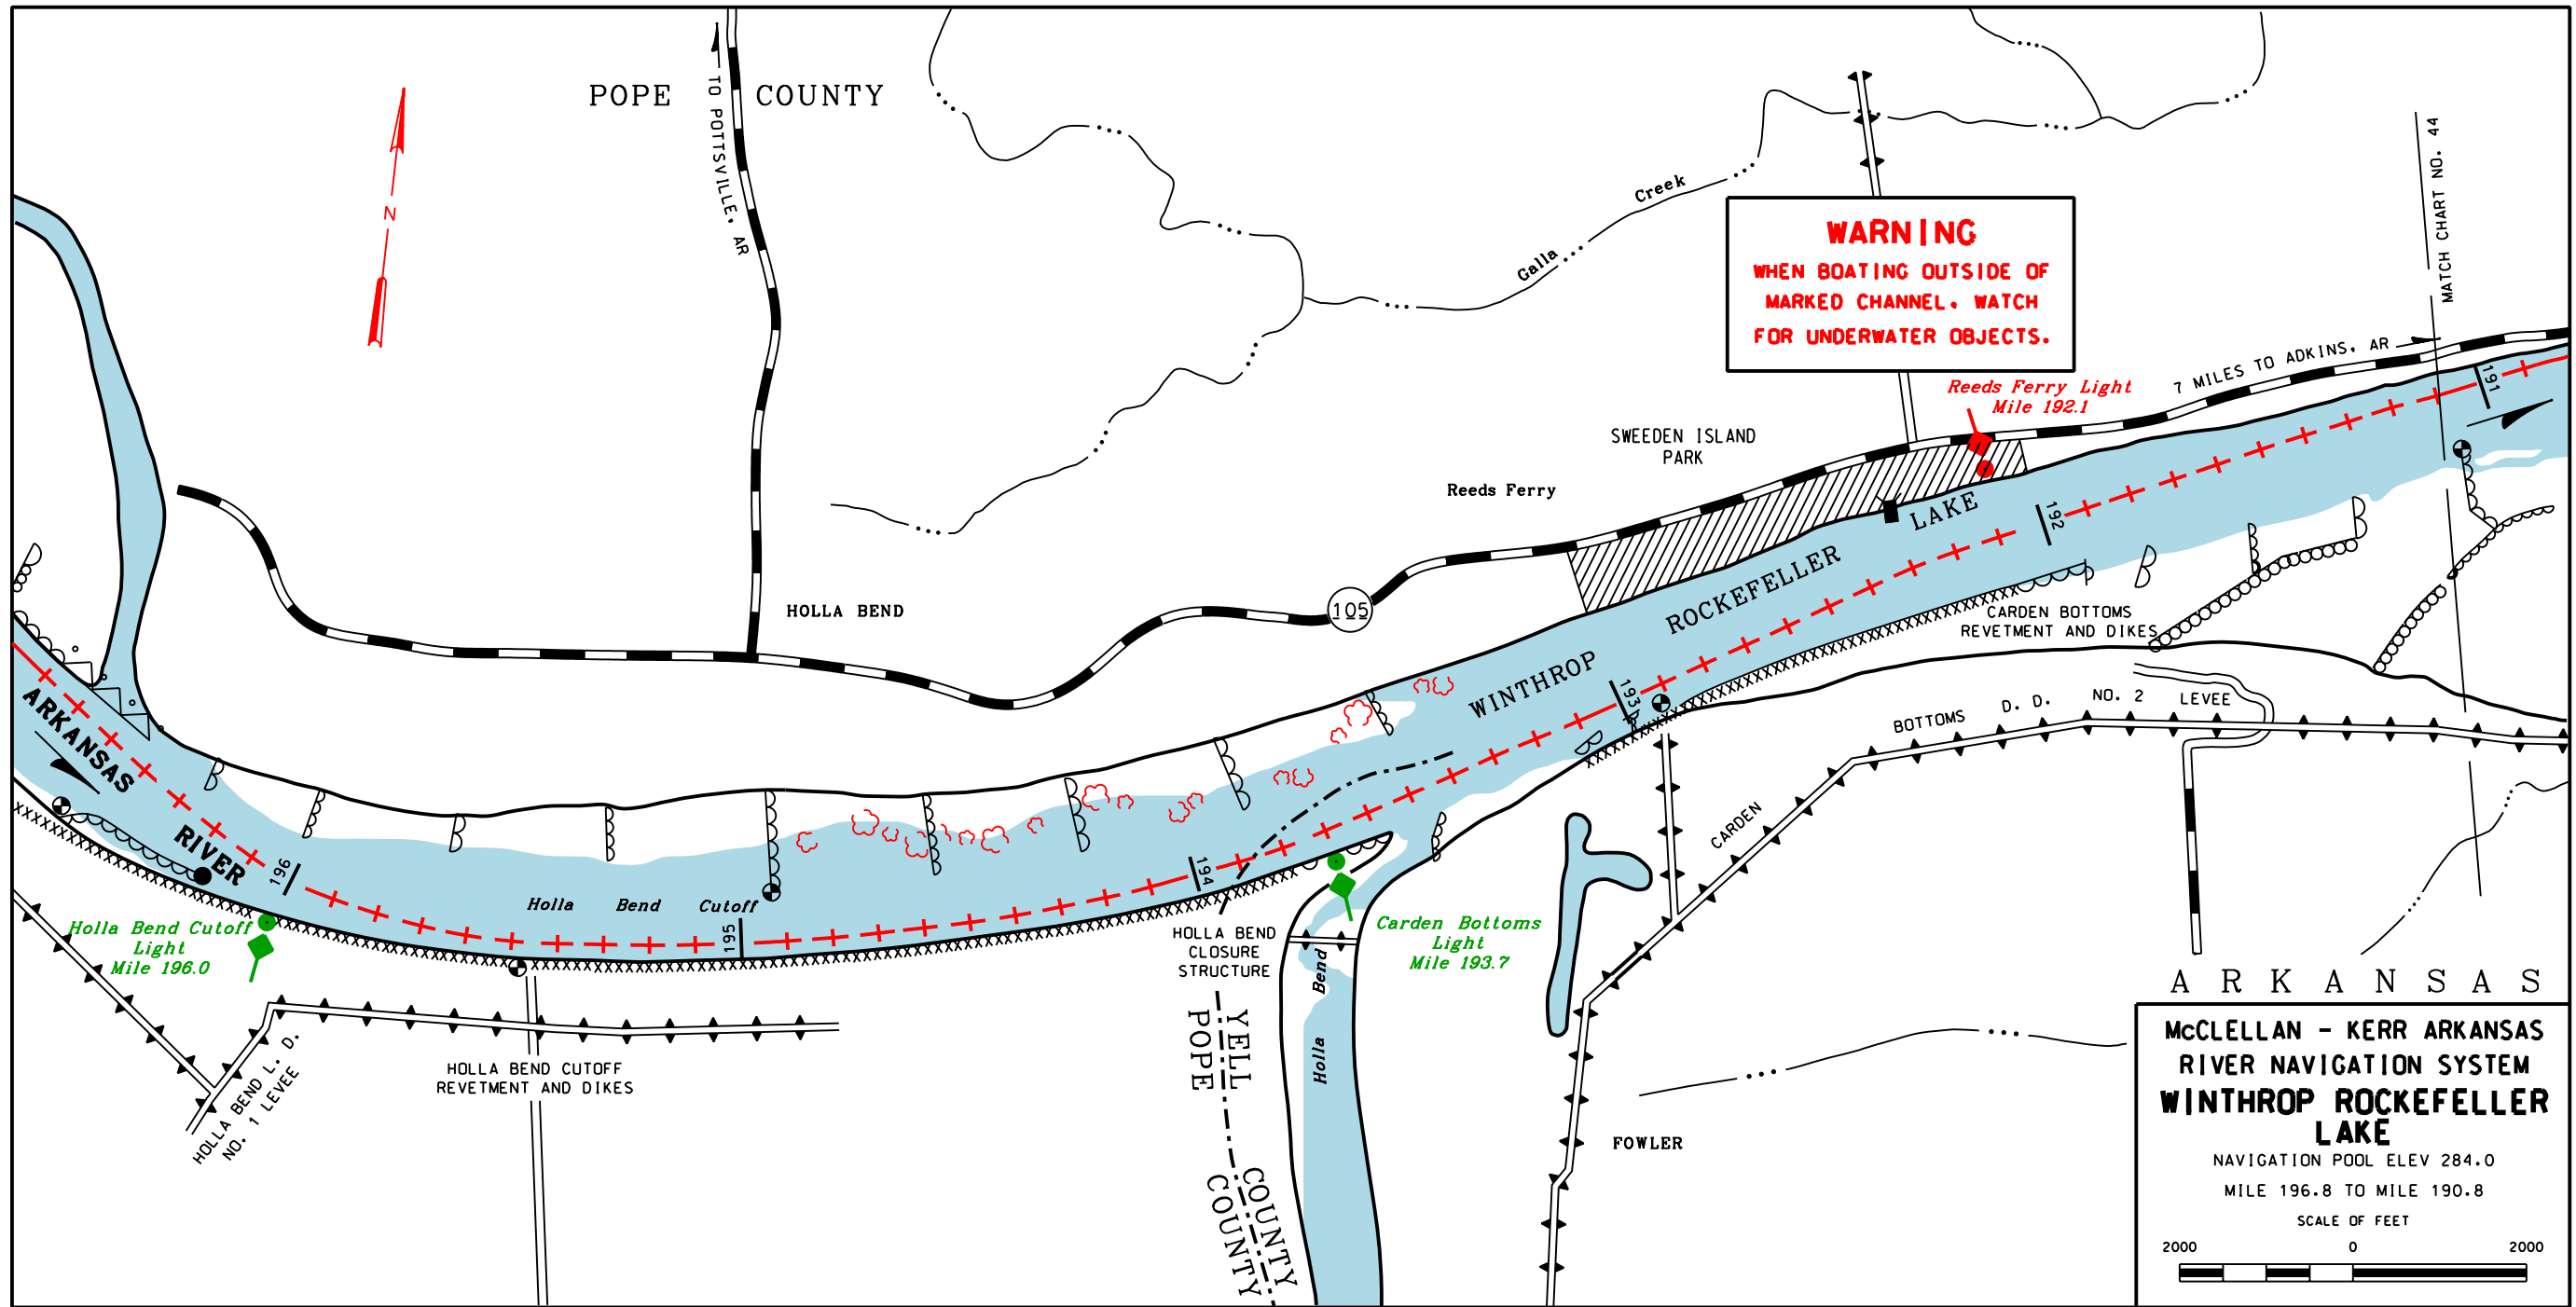 POPE COUNTY
TO POTTSVILLE, AR
N
Creek
Galla
WARNING
WHEN BOATING OUTSIDE OF
MARKED CHANNEL, WATCH
FOR UNDERWATER OBJECTS.
MATCH CHART NO. 44
7 MILES TO ADKINS, AR
Reeds Ferry Light
Mile 192.1
191
SWEEDEN ISLAND
PARK
Reeds Ferry
LAKE
192
ROCKEFELLER
WINTHROP
105
HOLLA BEND
CARDEN BOTTOMS
REVETMENT AND DIKES
193
BOTTOMS D. D. NO. 2 LEVEE
CARDEN
ARKANSAS
RIVER
196
Holla Bend Cutoff
195
194
Holla Bend Cutoff
Light
Mile 196.0
HOLLA BEND
CLOSURE
STRUCTURE
Carden Bottoms
Light
Mile 193.7
Holla Bend
YELL COUNTY
POPE COUNTY
HOLLA BEND L. D.
NO. 1 LEVEE
HOLLA BEND CUTOFF
REVETMENT AND DIKES
FOWLER
ARKANSAS
McCLELLAN - KERR ARKANSAS
RIVER NAVIGATION SYSTEM
WINTHROP ROCKEFELLER
LAKE
NAVIGATION POOL ELEV 284.0
MILE 196.8 TO MILE 190.8
SCALE OF FEET
2000 0 2000